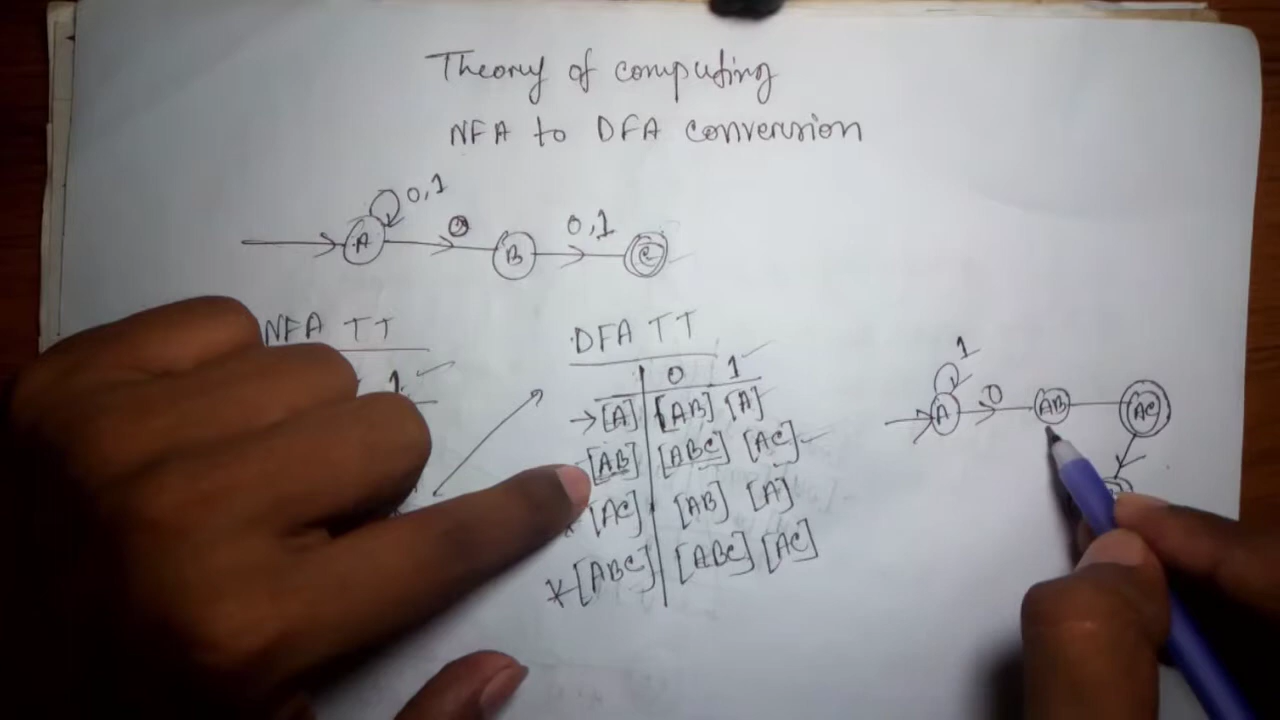 Theory of computing
NFA to DFA conversion
0,1
0
0,1
A
B
C
NFA TT
1
DFA TT
0 1
→[A] [AB] [A]
[AB] [ABC] [AC]
[AC] [AB] [A]
*[ABC] [ABC] [AC]
1
0
A
AB
AC